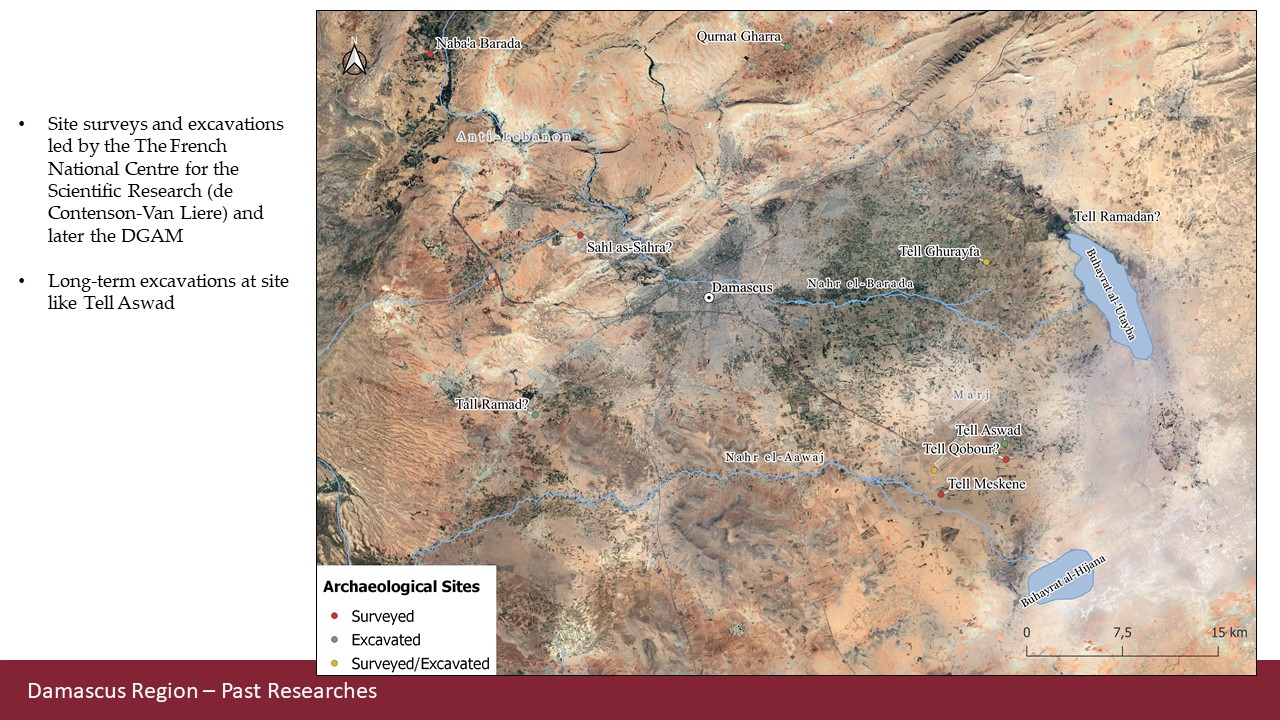 • Site surveys and excavations
led by the The French
National Centre for the
Scientific Research (de
Contenson-Van Liere) and
later the DGAM
• Long-term excavations at site
like Tell Aswad
N
Naba'a Barada
Qurnat Gharra
Anti-Lebanon
Tell Ramadan?
Sahl as-Sahra?
Tell Ghurayfa
Buhayrat al-'Utayba
Damascus
Nahr el-Barada
Marj
Tall Ramad?
Tell Aswad
Tell Qobour?
Nahr el-Aawaj
Tell Meskene
Buhayrat al-Hijana
Archaeological Sites
Surveyed
Excavated
Surveyed/Excavated
0 7,5 15 km
Damascus Region – Past Researches